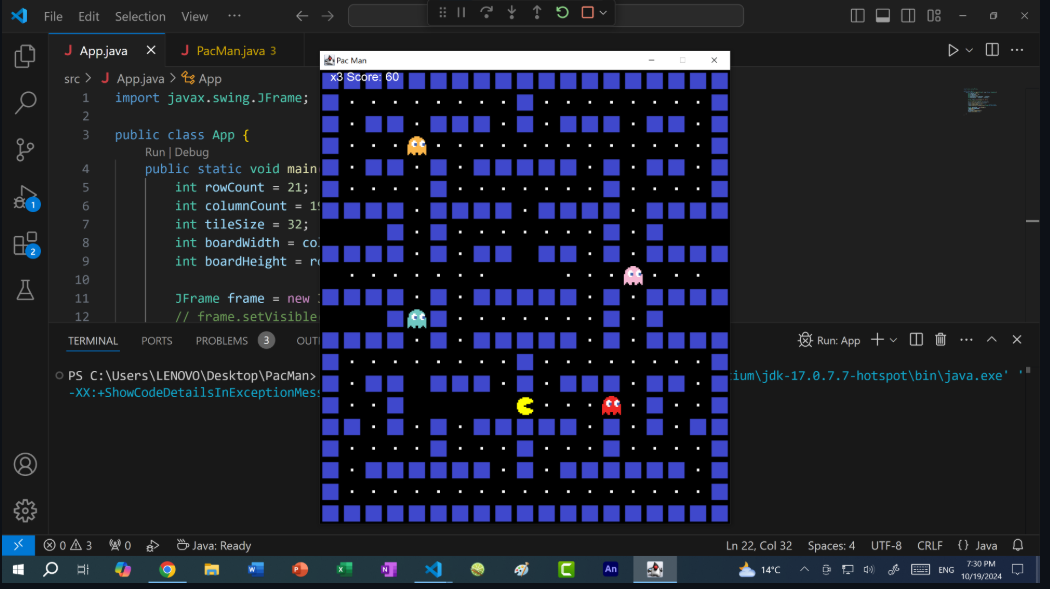 File Edit Selection View ···
App.java
PacMan.java 3
src > App.java > App
1 import javax.swing.JFrame;
2
3 public class App {
Run | Debug
4 public static void main
5 int rowCount = 21;
6 int columnCount = 19
7 int tileSize = 32;
8 int boardWidth = co
9 int boardHeight = r
10
11 JFrame frame = new
12 // frame.setVisible
Pac Man
x3 Score: 60
TERMINAL PORTS PROBLEMS 3 OUT
Run: App
PS C:\Users\LENOVO\Desktop\PacMan>
ium\jdk-17.0.7.7-hotspot\bin\java.exe' '
-XX:+ShowCodeDetailsInExceptionMess
1
2
0 3 0 Java: Ready
Ln 22, Col 32 Spaces: 4 UTF-8 CRLF {} Java
14°C ENG 7:30 PM
10/19/2024